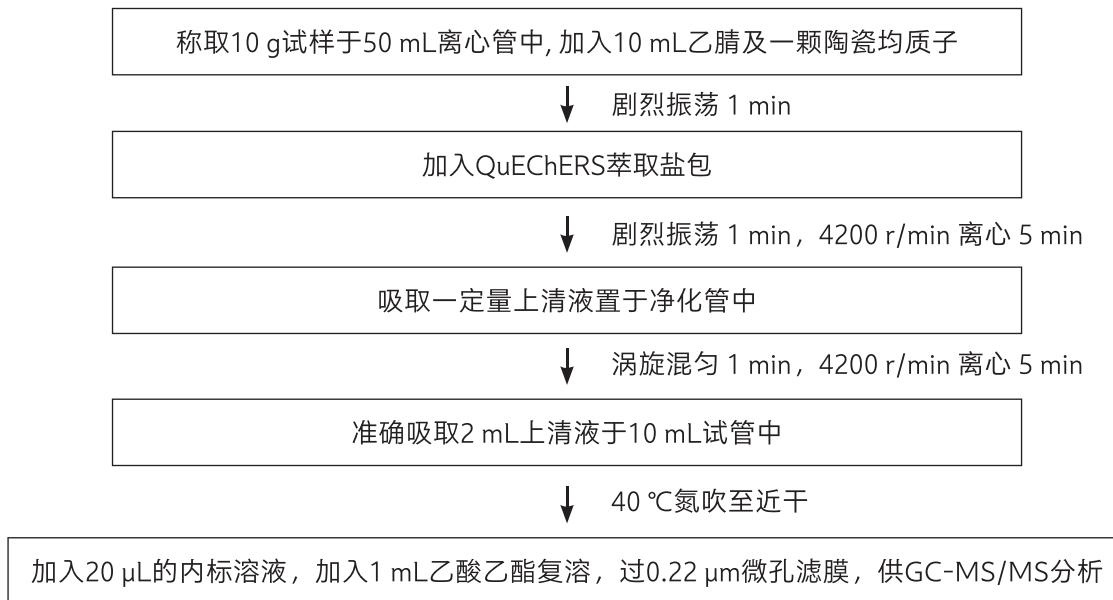 称取10 g试样于50 mL离心管中, 加入10 mL乙腈及一颗陶瓷均质子
剧烈振荡 1 min
加入QuEChERS萃取盐包
剧烈振荡 1 min，4200 r/min 离心 5 min
吸取一定量上清液置于净化管中
涡旋混匀 1 min，4200 r/min 离心 5 min
准确吸取2 mL上清液于10 mL试管中
40 ℃氮吹至近干
加入20 μL的内标溶液，加入1 mL乙酸乙酯复溶，过0.22 μm微孔滤膜，供GC-MS/MS分析